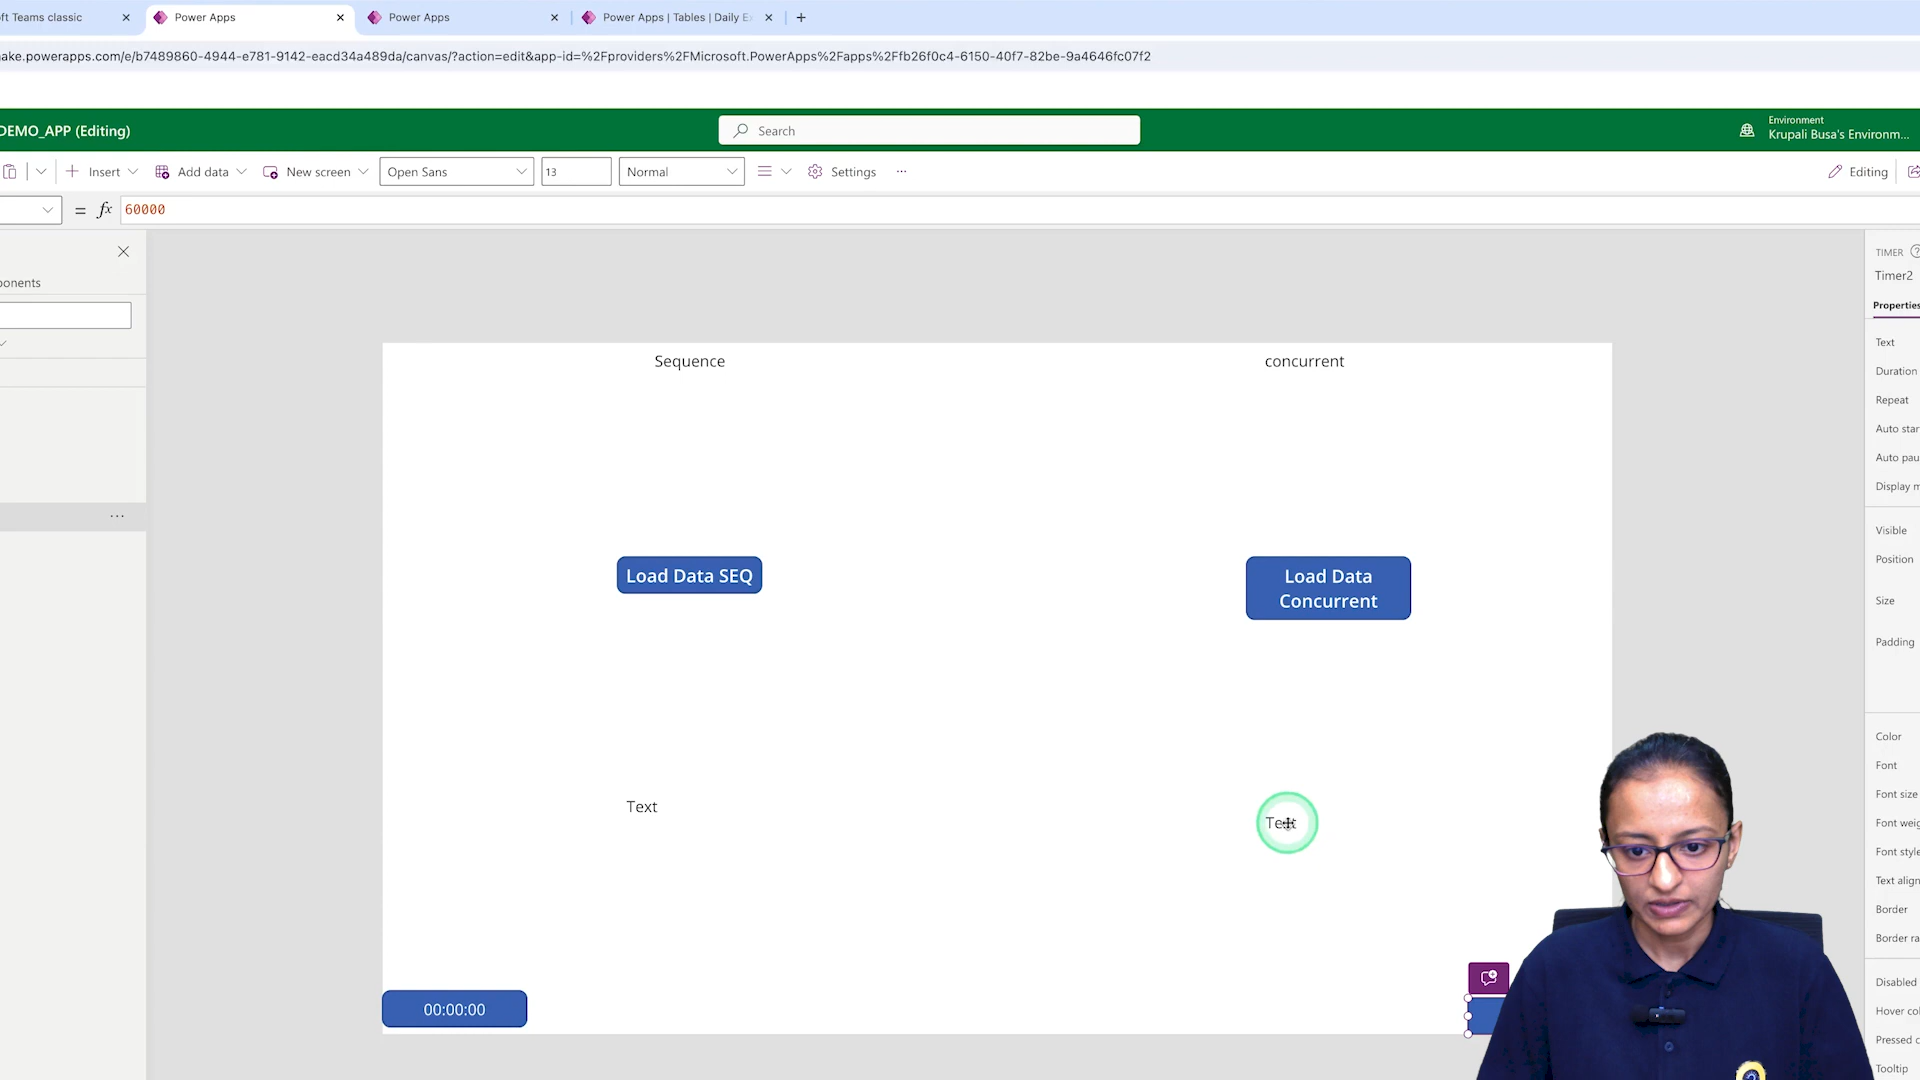 ft Teams classic
Power Apps
Power Apps
Power Apps | Tables | Daily Ex
ake.powerapps.com/e/b7489860-4944-e781-9142-eacd34a489da/canvas/?action=edit&app-id=%2Fproviders%2FMicrosoft.PowerApps%2Fapps%2Ffb26f0c4-6150-40f7-82be-9a4646fc07f2
DEMO_APP (Editing)
Search
Environment
Krupali Busa's Environm...
Insert
Add data
New screen
Open Sans
13
Normal
Settings
Editing
= fx 60000
ponents
TIMER
Timer2
Properties
Text
Duration
Repeat
Auto star
Auto pau
Display m
Visible
Position
Size
Padding
Color
Font
Font size
Font weig
Font style
Text align
Border
Border ra
Disabled
Hover col
Pressed c
Tooltip
Sequence
concurrent
Load Data SEQ
Load Data
Concurrent
Text
Text
00:00:00